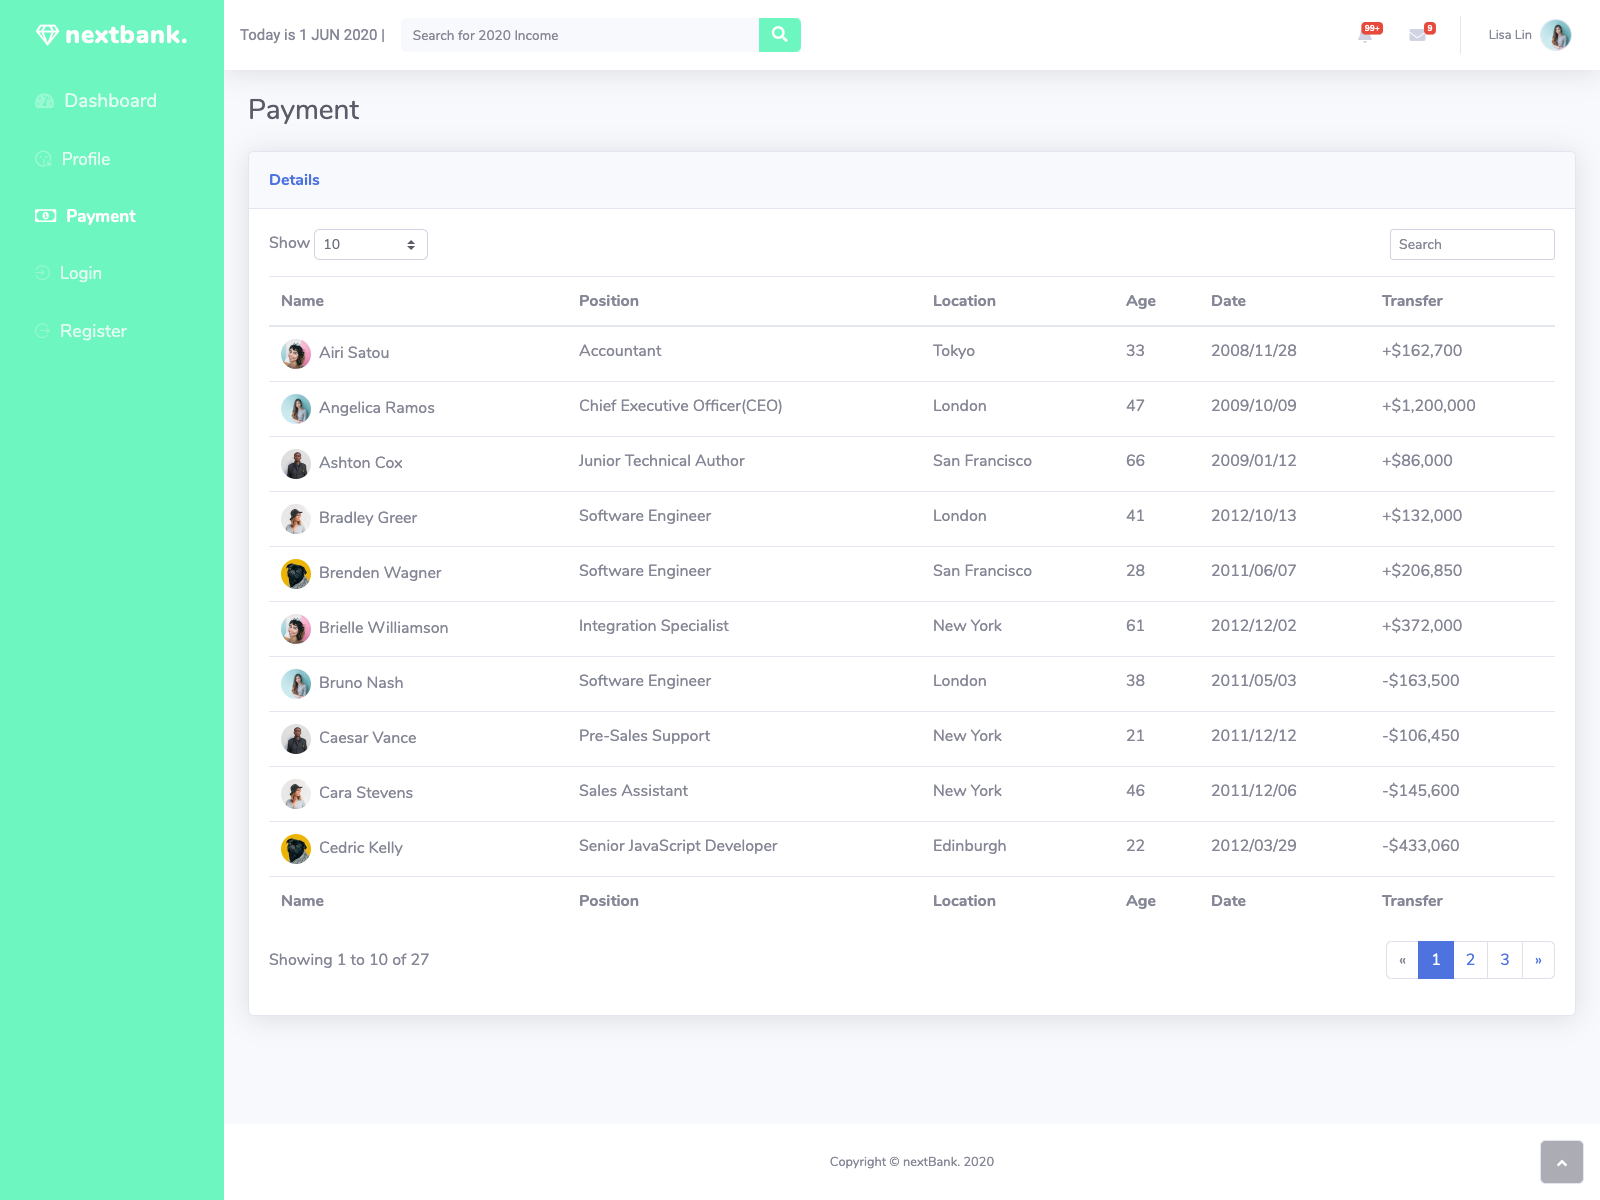 nextbank.
Today is 1 JUN 2020 |
Search for 2020 Income
99+
9
Lisa Lin
Dashboard
Profile
Payment
Login
Register
Payment
Details
Show 10
Search
Name Position Location Age Date Transfer
Airi Satou Accountant Tokyo 33 2008/11/28 +$162,700
Angelica Ramos Chief Executive Officer(CEO) London 47 2009/10/09 +$1,200,000
Ashton Cox Junior Technical Author San Francisco 66 2009/01/12 +$86,000
Bradley Greer Software Engineer London 41 2012/10/13 +$132,000
Brenden Wagner Software Engineer San Francisco 28 2011/06/07 +$206,850
Brielle Williamson Integration Specialist New York 61 2012/12/02 +$372,000
Bruno Nash Software Engineer London 38 2011/05/03 -$163,500
Caesar Vance Pre-Sales Support New York 21 2011/12/12 -$106,450
Cara Stevens Sales Assistant New York 46 2011/12/06 -$145,600
Cedric Kelly Senior JavaScript Developer Edinburgh 22 2012/03/29 -$433,060
Name Position Location Age Date Transfer
Showing 1 to 10 of 27
« 1 2 3 »
Copyright © nextBank. 2020